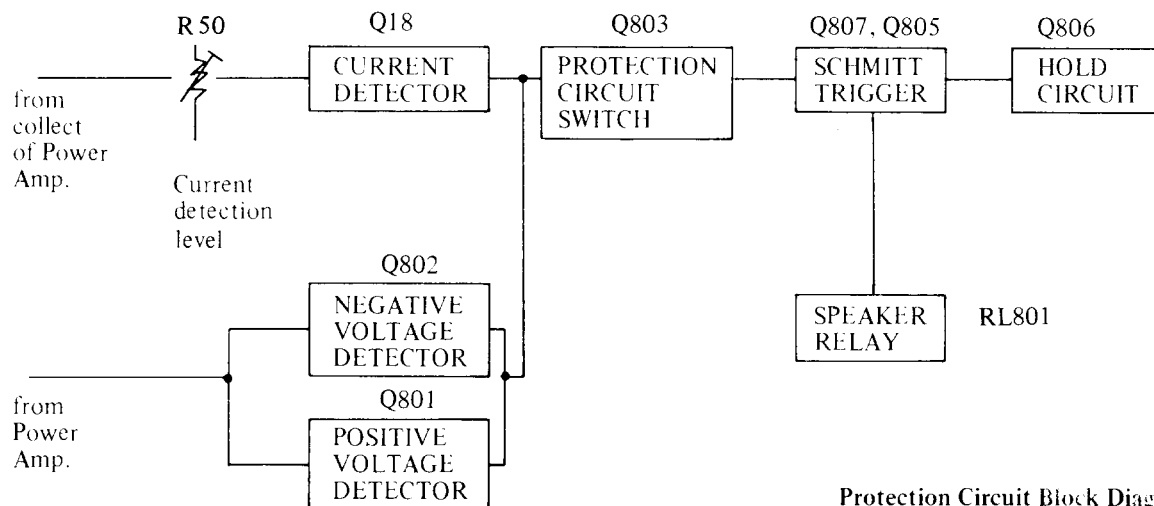 R 50
Q18
Q803
Q807, Q805
Q806
CURRENT
DETECTOR
PROTECTION
CIRCUIT
SWITCH
SCHMITT
TRIGGER
HOLD
CIRCUIT
from
collect
of Power
Amp.
Current
detection
level
Q802
NEGATIVE
VOLTAGE
DETECTOR
SPEAKER
RELAY
RL801
from
Power
Amp.
Q801
POSITIVE
VOLTAGE
DETECTOR
Protection Circuit Block Diag